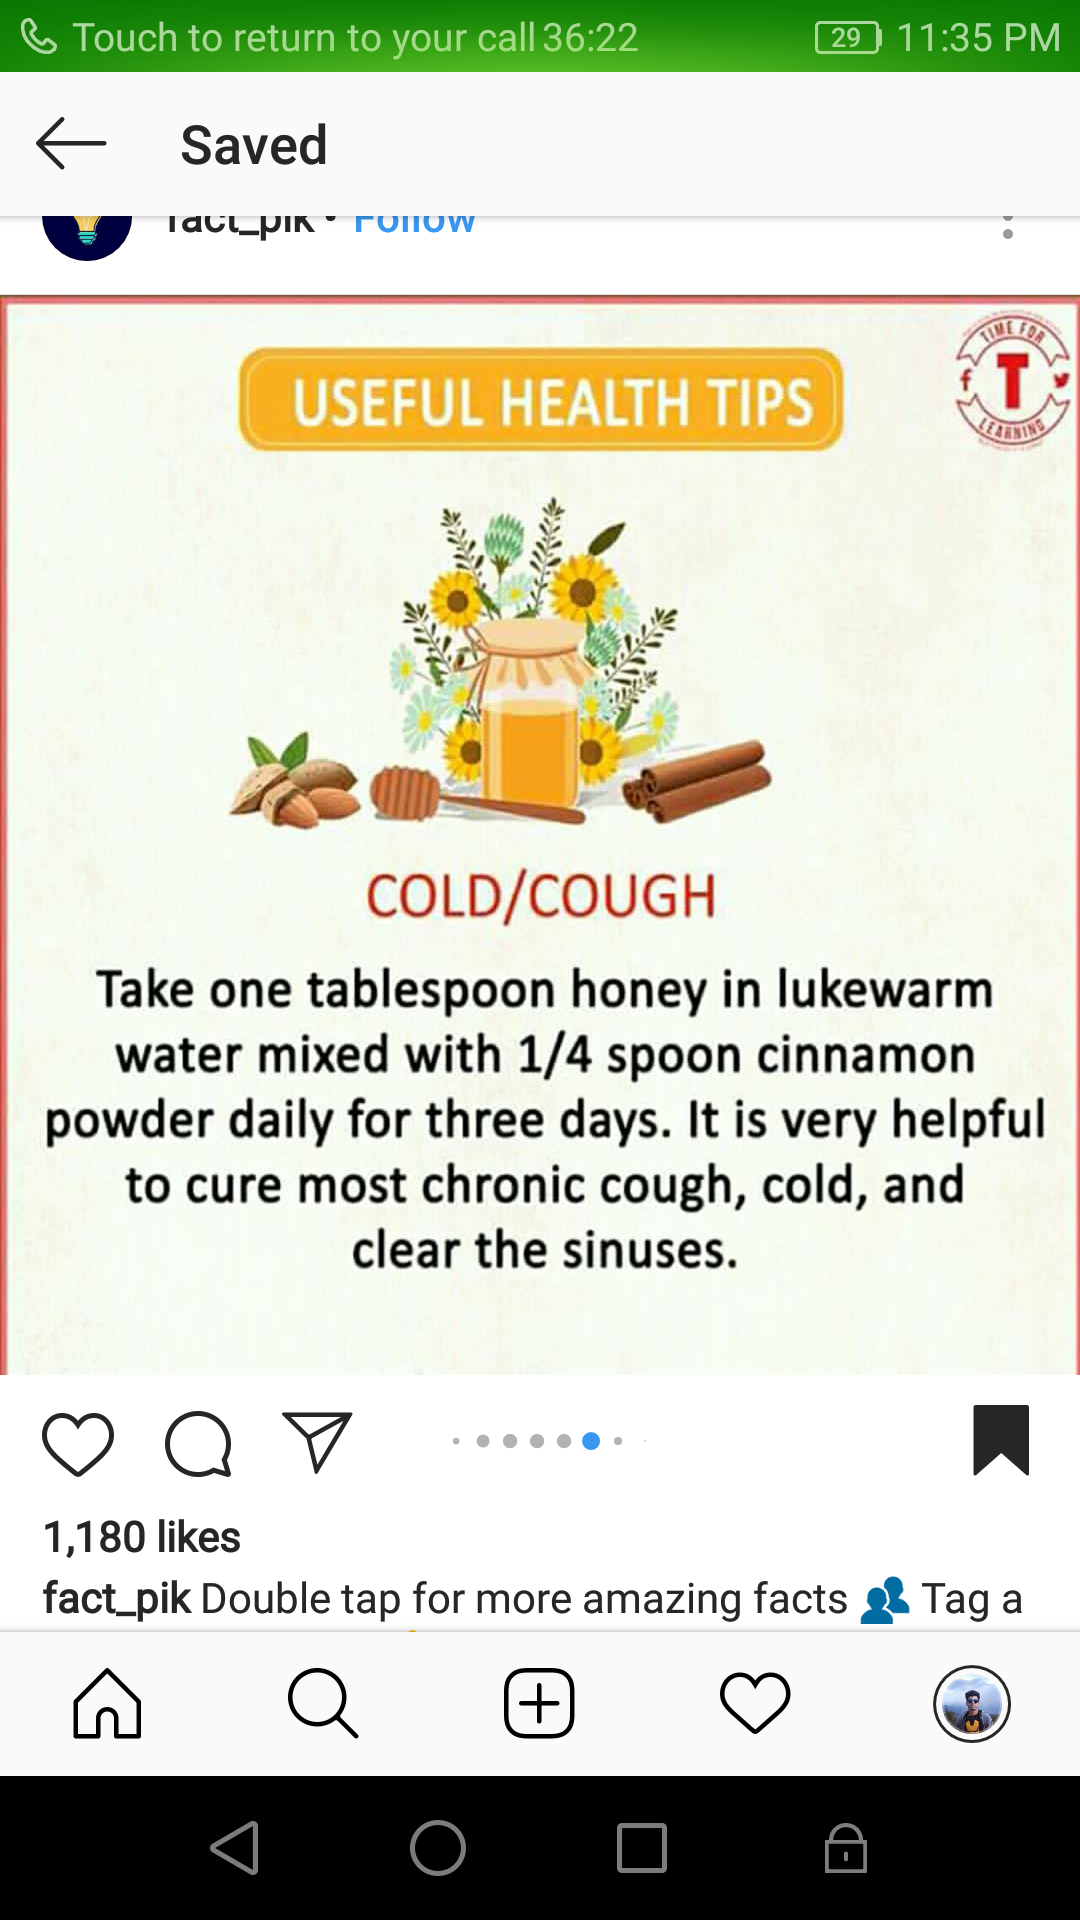 Touch to return to your call 36:22 29 11:35 PM
Saved
fact_pik • Follow
TIME FOR
T
LEARNING
USEFUL HEALTH TIPS
COLD/COUGH
Take one tablespoon honey in lukewarm
water mixed with 1/4 spoon cinnamon
powder daily for three days. It is very helpful
to cure most chronic cough, cold, and
clear the sinuses.
1,180 likes
fact_pik Double tap for more amazing facts 👥 Tag a